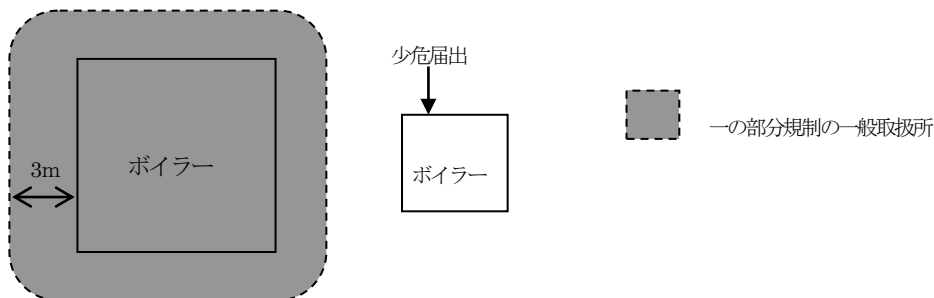 少危届出
ボイラー
3m
ボイラー
一の部分規制の一般取扱所